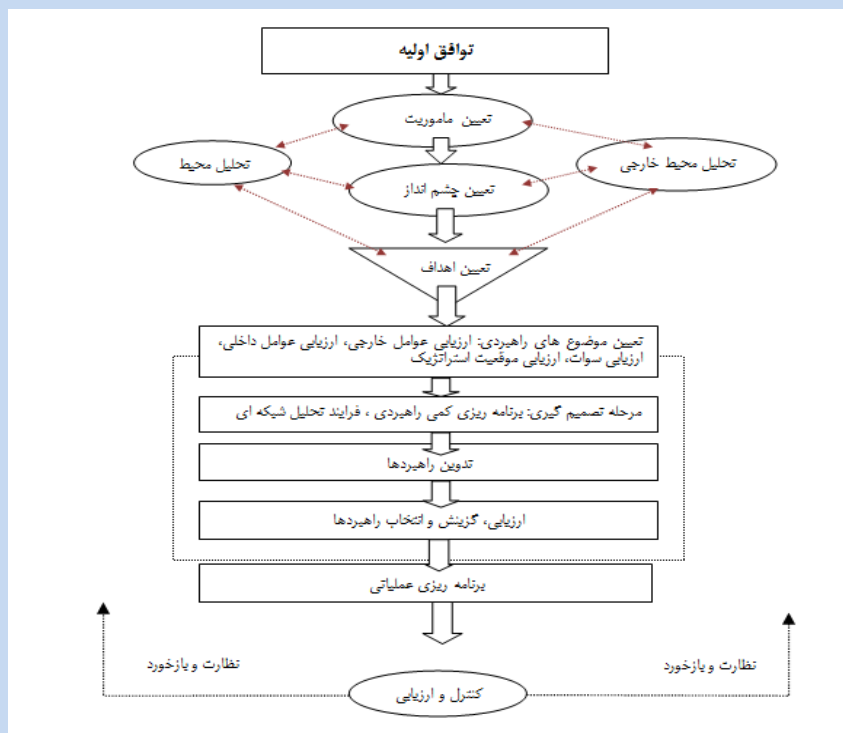 توافق اولیه
تعیین ماموریت
تحلیل محیط خارجی
تحلیل محیط
تعیین چشم انداز
تعیین اهداف
تعیین موضوع های راهبردی: ارزیابی عوامل خارجی، ارزیابی عوامل داخلی،
ارزیابی سوات، ارزیابی موقعیت استراتژیک
مرحله تصمیم گیری: برنامه ریزی کمی راهبردی ، فرایند تحلیل شیکه ای
تدوین راهبردها
ارزیابی، گزینش و انتخاب راهبردها
برنامه ریزی عملیاتی
نظارت و بازخورد
نظارت و بازخورد
کنترل و ارزیابی